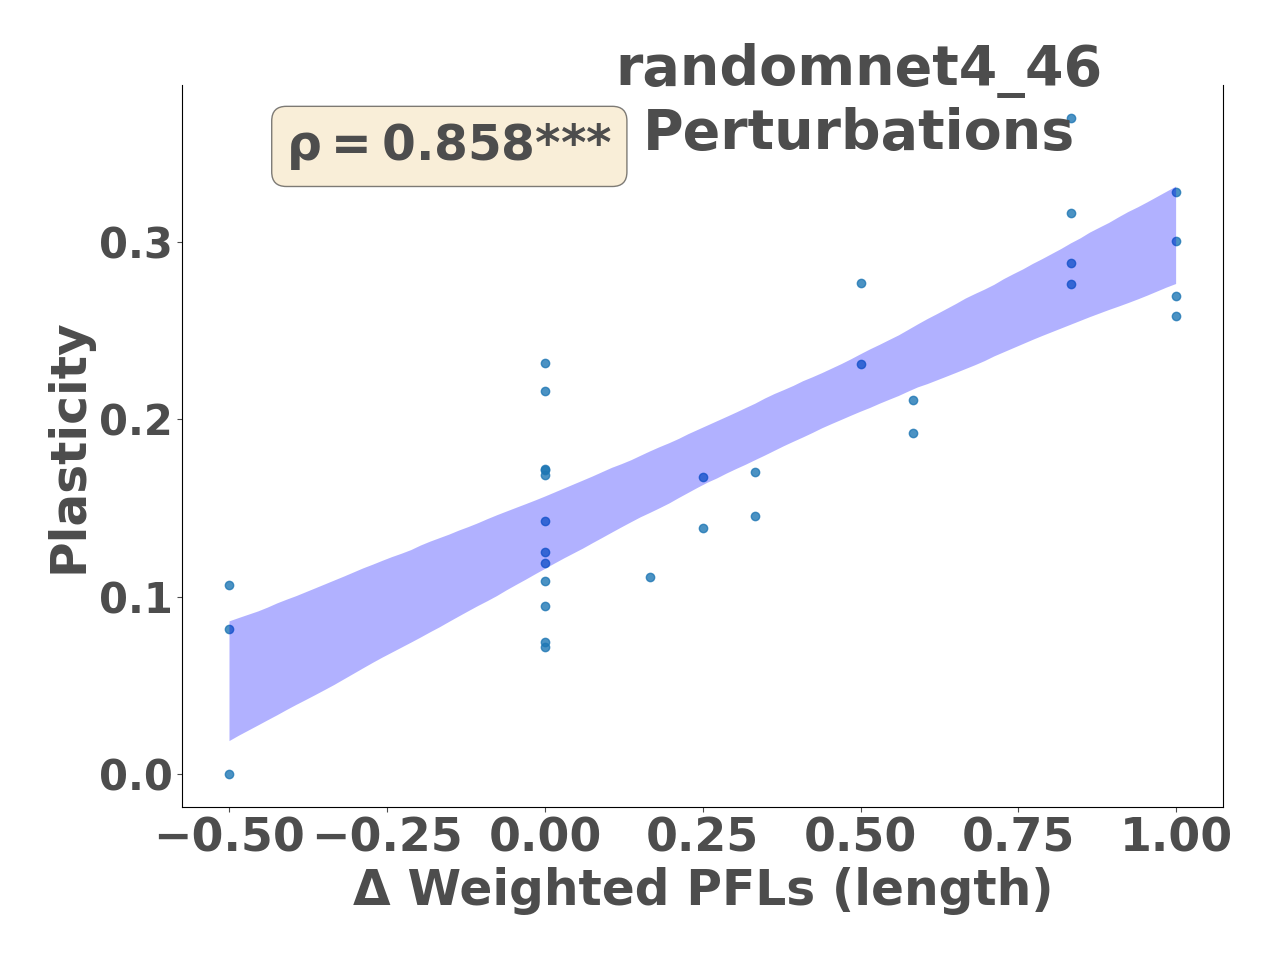 randomnet4_46
Perturbations
ρ = 0.858***
Plasticity
0.3
0.2
0.1
0.0
−0.50 −0.25 0.00 0.25 0.50 0.75 1.00
Δ Weighted PFLs (length)